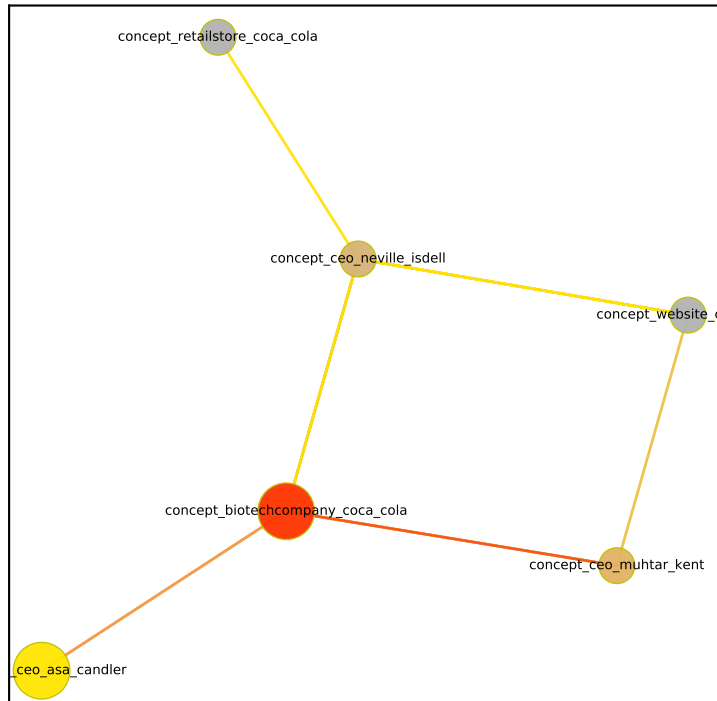 concept_retailstore_coca_cola
concept_ceo_neville_isdell
concept_website_c
concept_biotechcompany_coca_cola
concept_ceo_muhtar_kent
_ceo_asa_candler